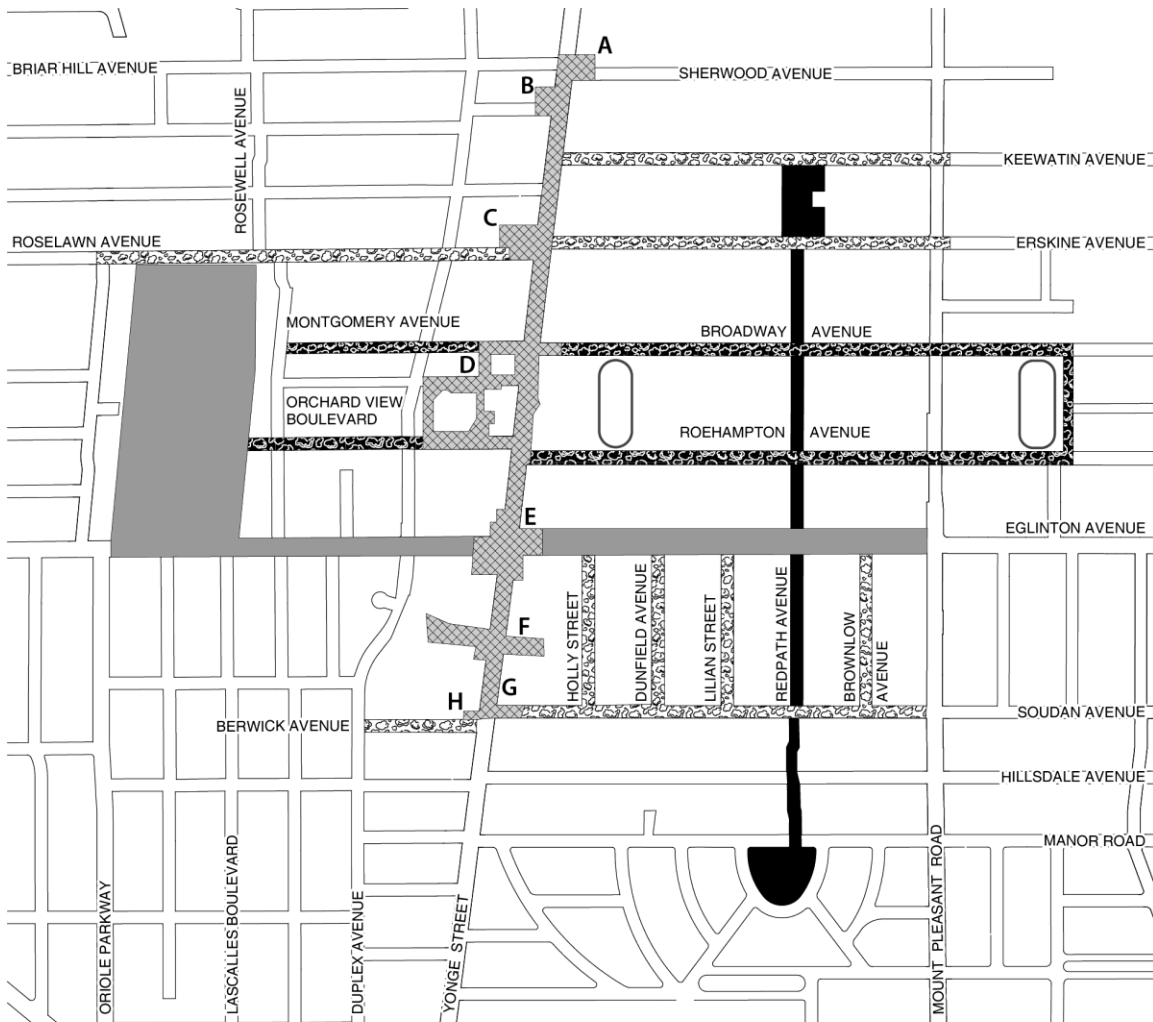 A
BRIAR HILL AVENUE
SHERWOOD AVENUE
B
ROSEWELL AVENUE
KEEWATIN AVENUE
C
ROSELAWN AVENUE
ERSKINE AVENUE
MONTGOMERY AVENUE
BROADWAY AVENUE
D
ORCHARD VIEW
BOULEVARD
ROEHAMPTON AVENUE
E
EGLINTON AVENUE
F
HOLLY STREET
DUNFIELD AVENUE
LILIAN STREET
REDPATH AVENUE
BROWNLOW
AVENUE
G
H
BERWICK AVENUE
SOUDAN AVENUE
HILLSDALE AVENUE
MANOR ROAD
ORIOLE PARKWAY
LASCALLES BOULEVARD
DUPLEX AVENUE
YONGE STREET
MOUNT PLEASANT ROAD